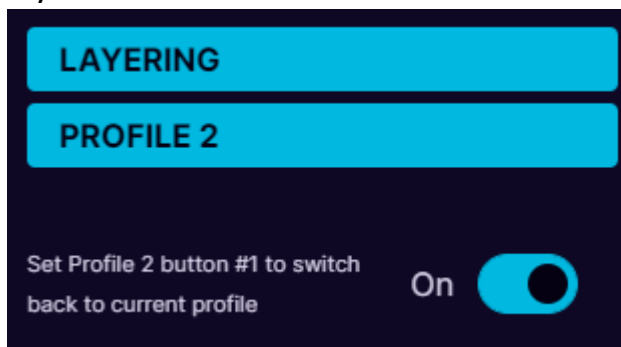 LAYERING
PROFILE 2
Set Profile 2 button #1 to switch
back to current profile
On